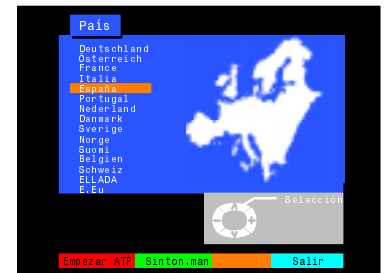 País
Deutschland
Österreich
France
Italia
España
Portugal
Nederland
Danmark
Sverige
Norge
Suomi
Belgien
Schweiz
ELLADA
E.Eu
Selección
Empezar ATP Sinton.man Salir